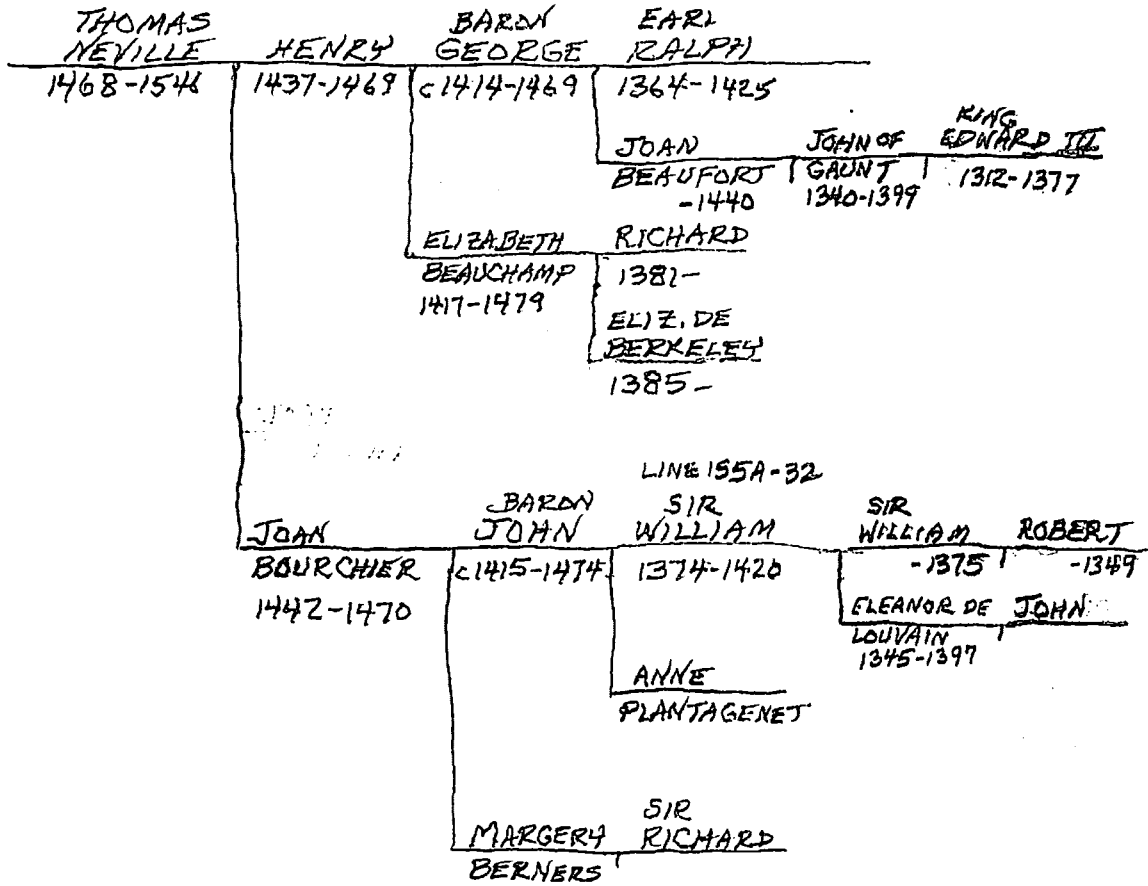 THOMAS
NEVILLE
1468-1546
HENRY
1437-1469
BARON
GEORGE
c1414-1469
EARL
RALPH
1364-1425
JOAN
BEAUFORT
-1440
JOHN OF
GAUNT
1340-1399
KING
EDWARD III
1312-1377
ELIZABETH
BEAUCHAMP
1417-1479
RICHARD
1381-
ELIZ. DE
BERKELEY
1385-
LINE 155A-32
JOAN
BOURCHIER
1442-1470
BARON
JOHN
c1415-1474
SIR
WILLIAM
1374-1420
SIR
WILLIAM
-1375
ROBERT
-1349
ELEANOR DE
LOUVAIN
1345-1397
JOHN
ANNE
PLANTAGENET
MARGERY
BERNERS
SIR
RICHARD